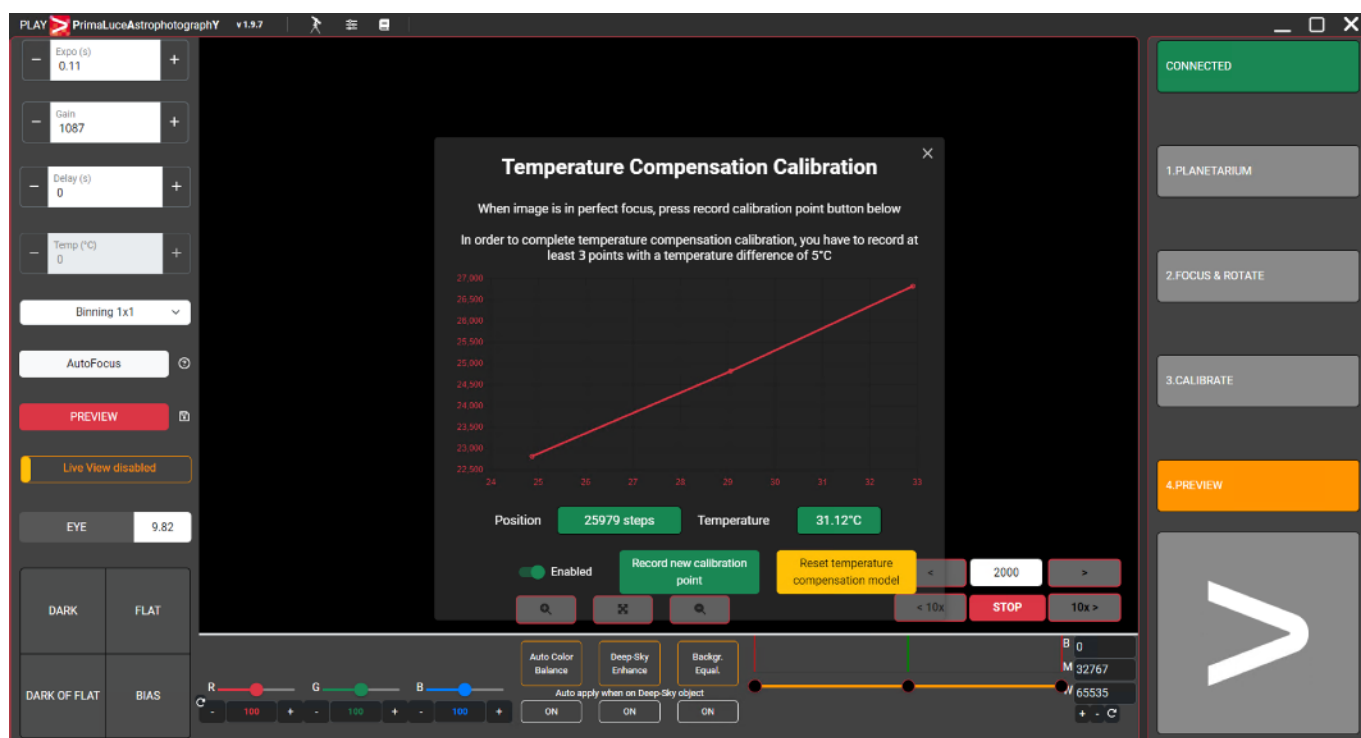 PLAY PrimaLuceAstrophotographY v 1.9.7
Expo (s)
− 0.11 +
Gain
− 1087 +
Delay (s)
− 0 +
Temp (°C)
− 0 +
Binning 1x1
AutoFocus
PREVIEW
Live View disabled
EYE 9.82
DARK FLAT
DARK OF FLAT BIAS
Temperature Compensation Calibration
When image is in perfect focus, press record calibration point button below
In order to complete temperature compensation calibration, you have to record at
least 3 points with a temperature difference of 5°C
27,000
26,500
26,000
25,500
25,000
24,500
24,000
23,500
23,000
22,500
24 25 26 27 28 29 30 31 32 33
Position 25979 steps Temperature 31.12°C
Enabled
Record new calibration
point
Reset temperature
compensation model
< 2000 >
< 10x STOP 10x >
R G B
- 100 + - 100 + - 100 +
Auto Color
Balance
Deep-Sky
Enhance
Backgr.
Equal.
Auto apply when on Deep-Sky object
ON ON ON
B 0
M 32767
W 65535
+ -
CONNECTED
1.PLANETARIUM
2.FOCUS & ROTATE
3.CALIBRATE
4.PREVIEW